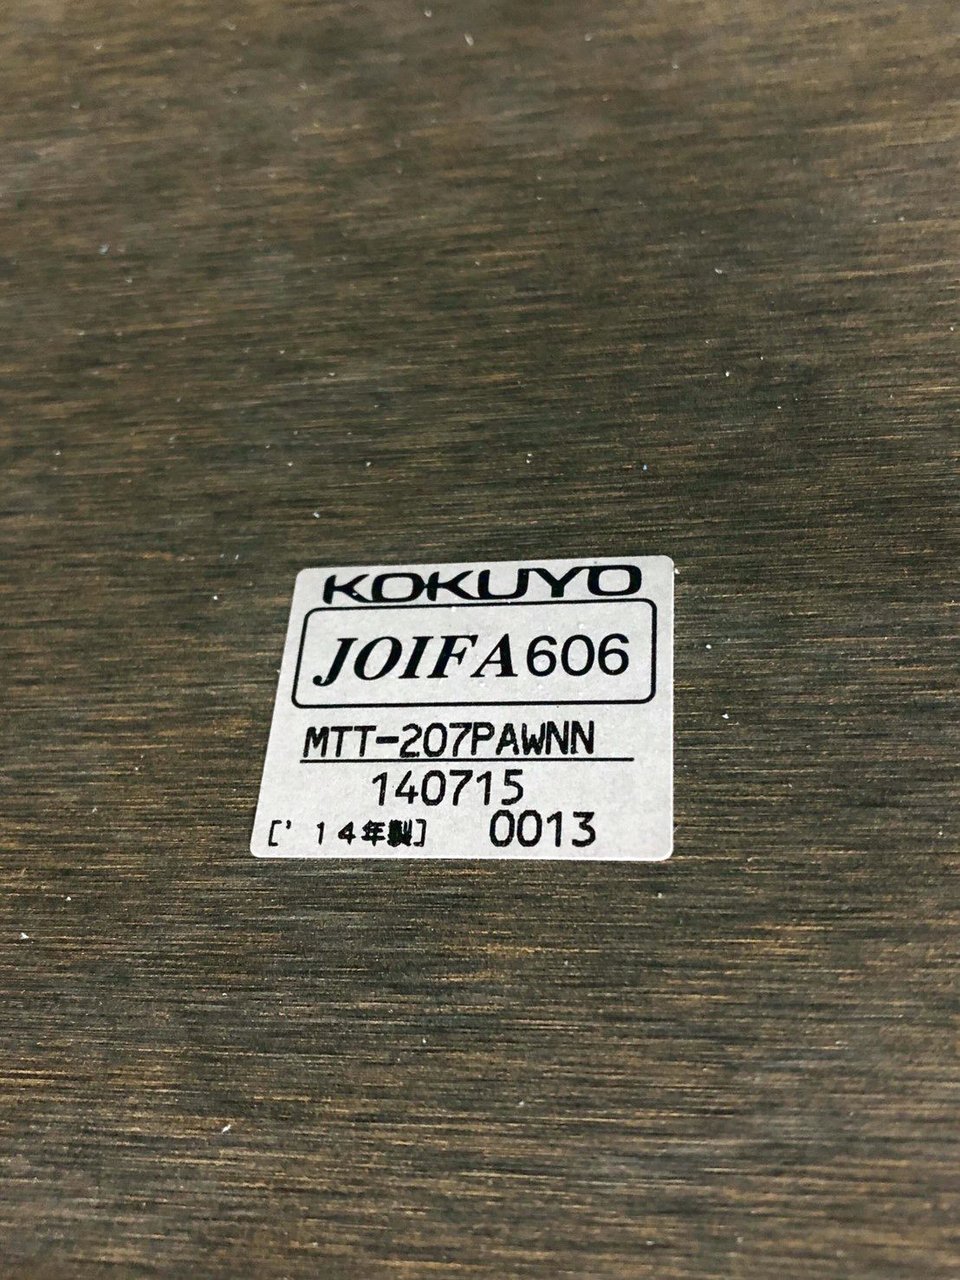 KOKUYO
JOIFA606
MTT-207PAWNN
140715
[’１４年製] 0013